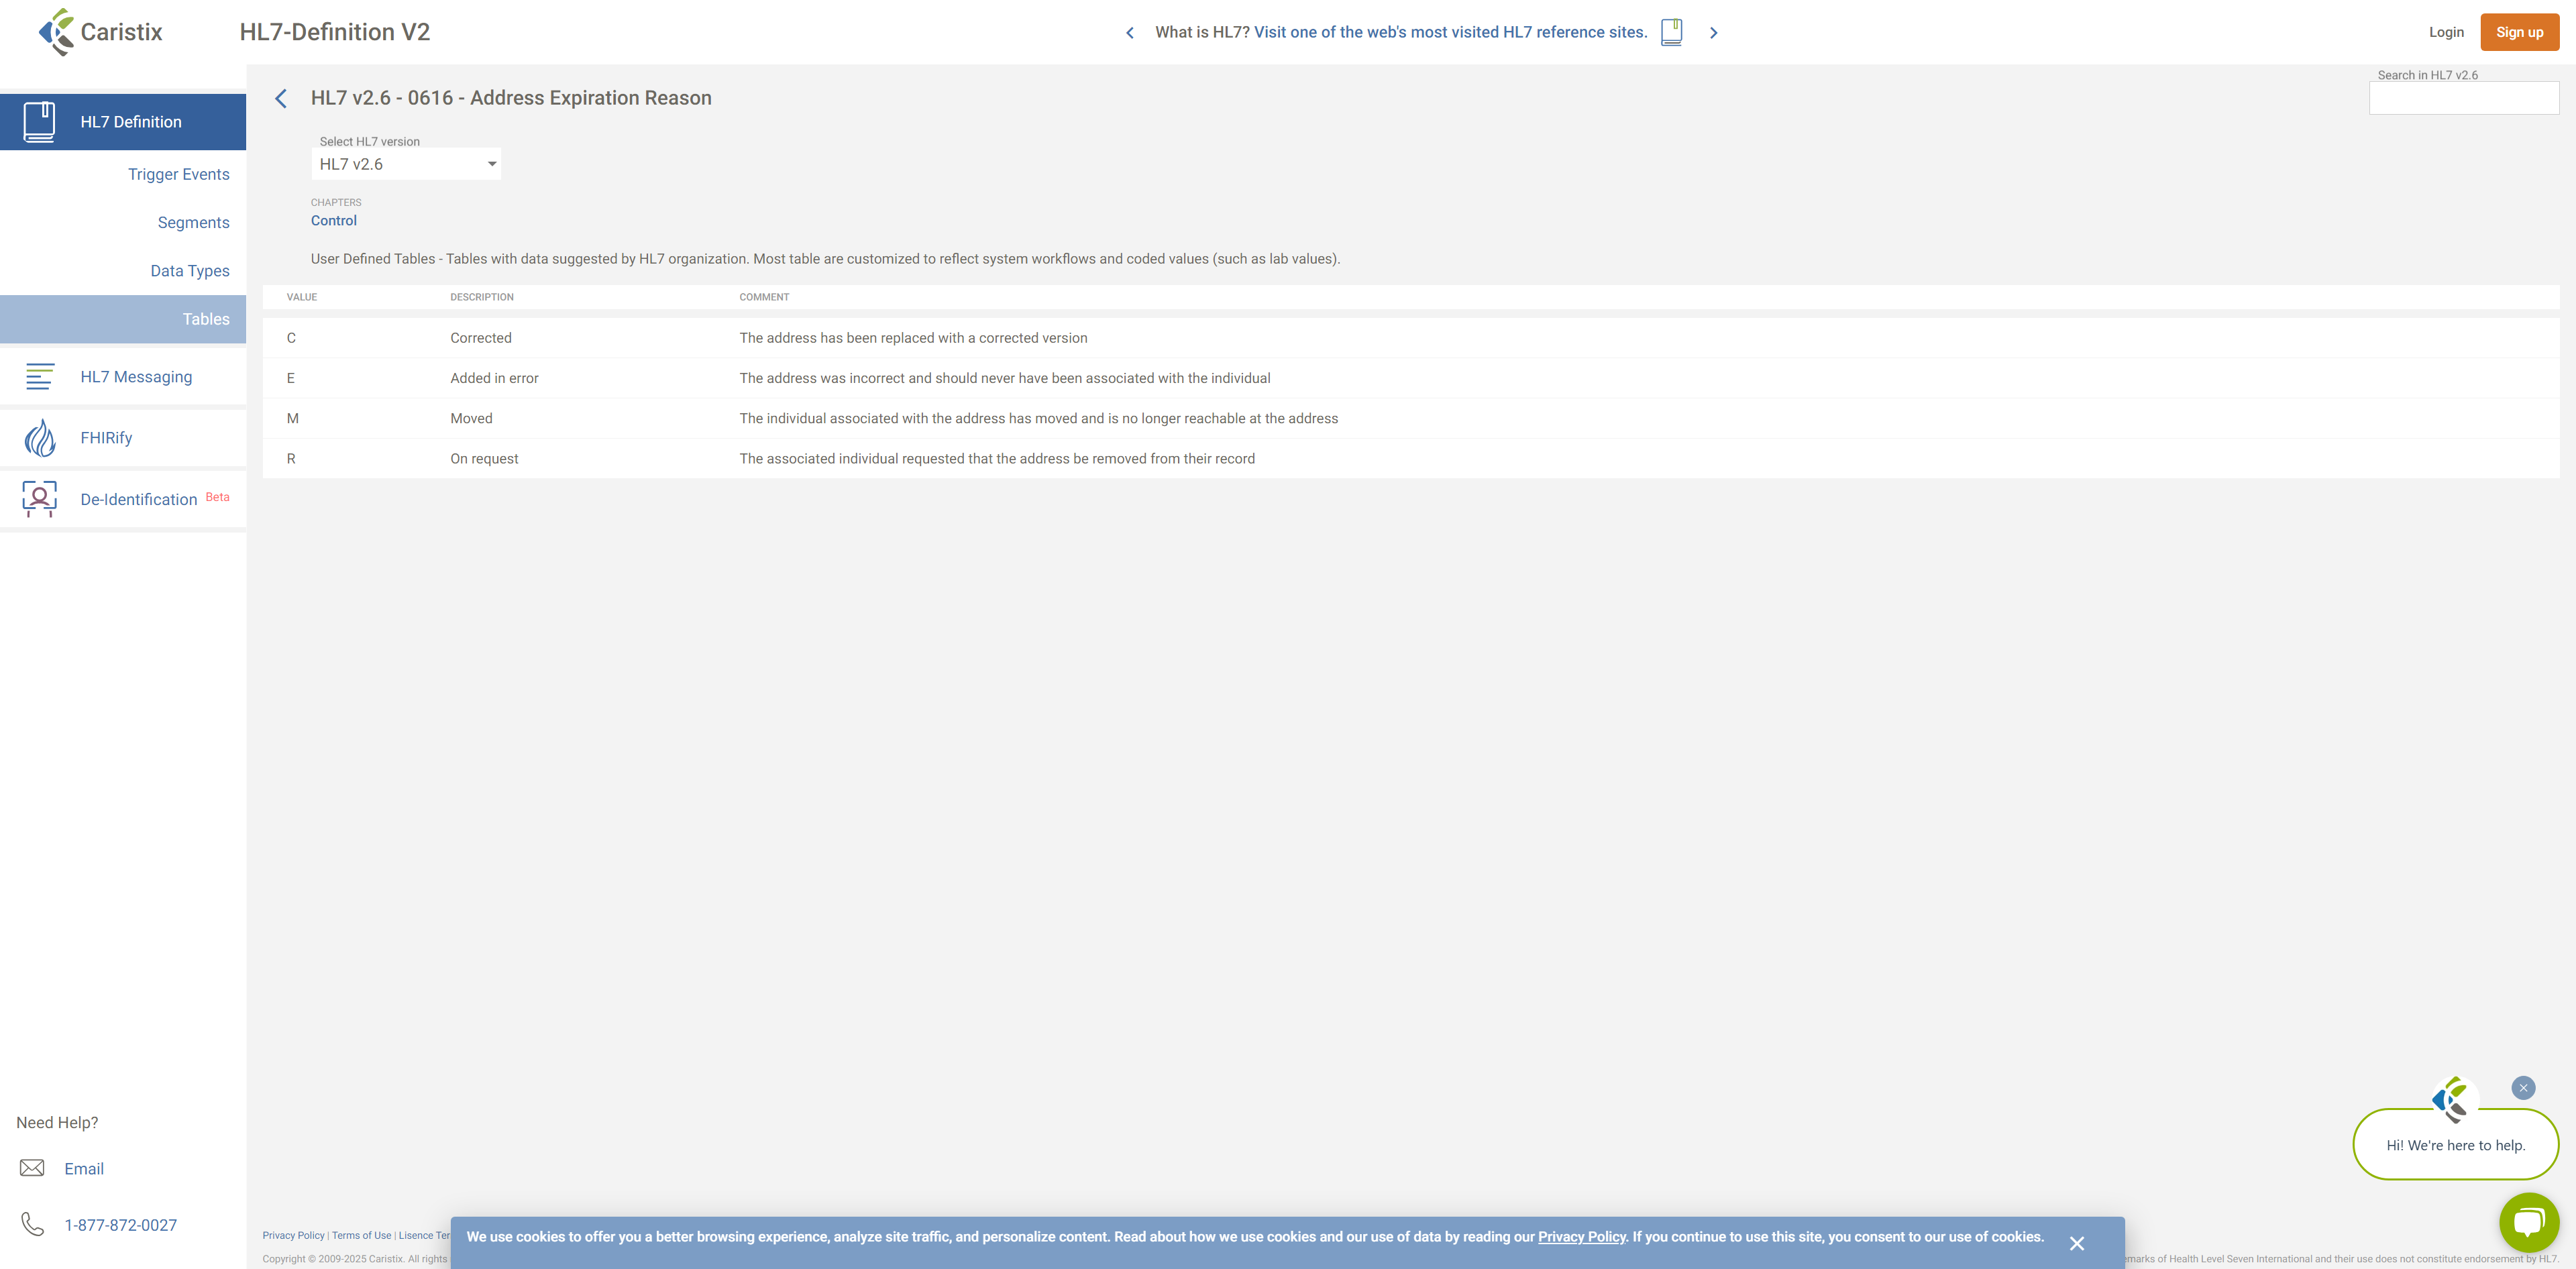 Caristix
HL7-Definition V2
What is HL7? Visit one of the web's most visited HL7 reference sites.
Login
Sign up
HL7 Definition
Trigger Events
Segments
Data Types
Tables
HL7 Messaging
FHIRify
De-Identification Beta
Need Help?
Email
1-877-872-0027
HL7 v2.6 - 0616 - Address Expiration Reason
Search in HL7 v2.6
Select HL7 version
HL7 v2.6
CHAPTERS
Control
User Defined Tables - Tables with data suggested by HL7 organization. Most table are customized to reflect system workflows and coded values (such as lab values).
VALUE DESCRIPTION COMMENT
C Corrected The address has been replaced with a corrected version
E Added in error The address was incorrect and should never have been associated with the individual
M Moved The individual associated with the address has moved and is no longer reachable at the address
R On request The associated individual requested that the address be removed from their record
Hi! We're here to help.
Privacy Policy | Terms of Use | Lisence Ter
We use cookies to offer you a better browsing experience, analyze site traffic, and personalize content. Read about how we use cookies and our use of data by reading our Privacy Policy. If you continue to use this site, you consent to our use of cookies.
Copyright © 2009-2025 Caristix. All rights
emarks of Health Level Seven International and their use does not constitute endorsement by HL7.